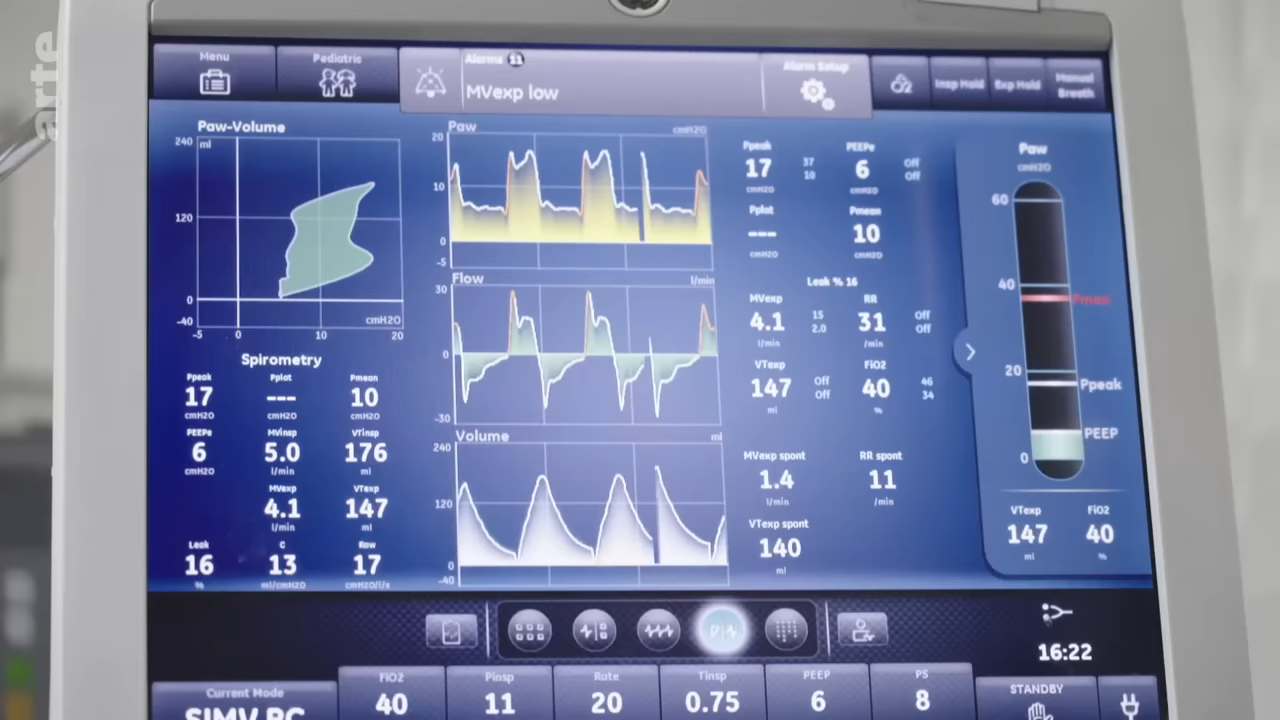 arte
Menu
Pediatric
Alarms 11
MVexp low
Alarm Setup
O2
Insp Hold
Exp Hold
Manual
Breath
Paw-Volume
240
ml
120
0
-40
-5
0
10
20
cmH2O
Spirometry
Ppeak
17
cmH2O
Pplat
---
cmH2O
Pmean
10
cmH2O
PEEPe
6
cmH2O
MVinsp
5.0
l/min
VTinsp
176
ml
MVexp
4.1
l/min
VTexp
147
ml
Leak
16
%
C
13
ml/cmH2O
Raw
17
cmH2O/l/s
Paw
cmH2O
20
10
0
-5
Flow
l/min
30
0
-30
Volume
ml
240
120
0
-40
Ppeak
17
cmH2O
37
10
PEEPe
6
cmH2O
Off
Off
Pplat
---
cmH2O
Pmean
10
cmH2O
Leak % 16
MVexp
4.1
l/min
15
2.0
RR
31
/min
Off
Off
VTexp
147
ml
Off
Off
FiO2
40
%
46
34
MVexp spont
1.4
l/min
RR spont
11
/min
VTexp spont
140
ml
Paw
cmH2O
60
40
Pmax
20
Ppeak
PEEP
0
VTexp
147
ml
FiO2
40
%
16:22
Current Mode
SIMV PC
FiO2
40
Pinsp
11
Rate
20
Tinsp
0.75
PEEP
6
PS
8
STANDBY